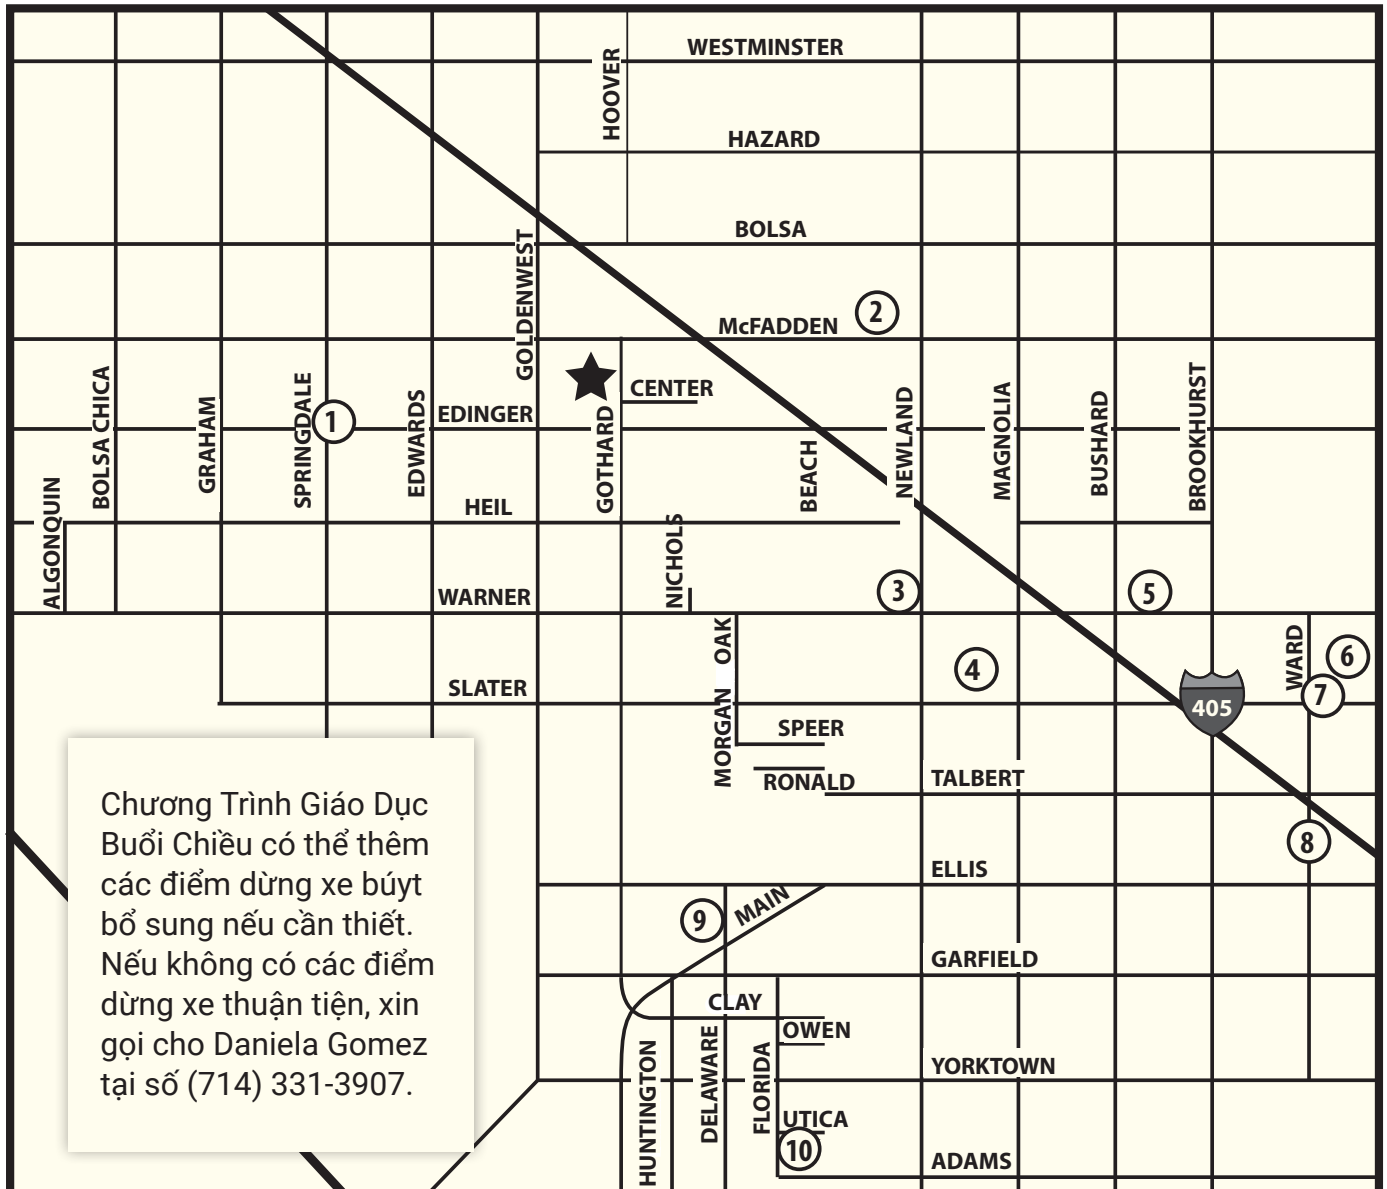 WESTMINSTER
HOOVER
HAZARD
BOLSA
GOLDENWEST
McFADDEN
2
CENTER
BOLSA CHICA
GRAHAM
SPRINGDALE
1
EDWARDS
EDINGER
GOTHARD
BEACH
NEWLAND
MAGNOLIA
BUSHARD
BROOKHURST
ALGONQUIN
HEIL
NICHOLS
WARNER
3
5
OAK
WARD
6
4
7
SLATER
405
MORGAN
SPEER
RONALD
TALBERT
8
ELLIS
9
MAIN
GARFIELD
CLAY
OWEN
HUNTINGTON
DELAWARE
FLORIDA
YORKTOWN
UTICA
10
ADAMS
Chương Trình Giáo Dục
Buổi Chiều có thể thêm
các điểm dừng xe búyt
bổ sung nếu cần thiết.
Nếu không có các điểm
dừng xe thuận tiện, xin
gọi cho Daniela Gomez
tại số (714) 331-3907.